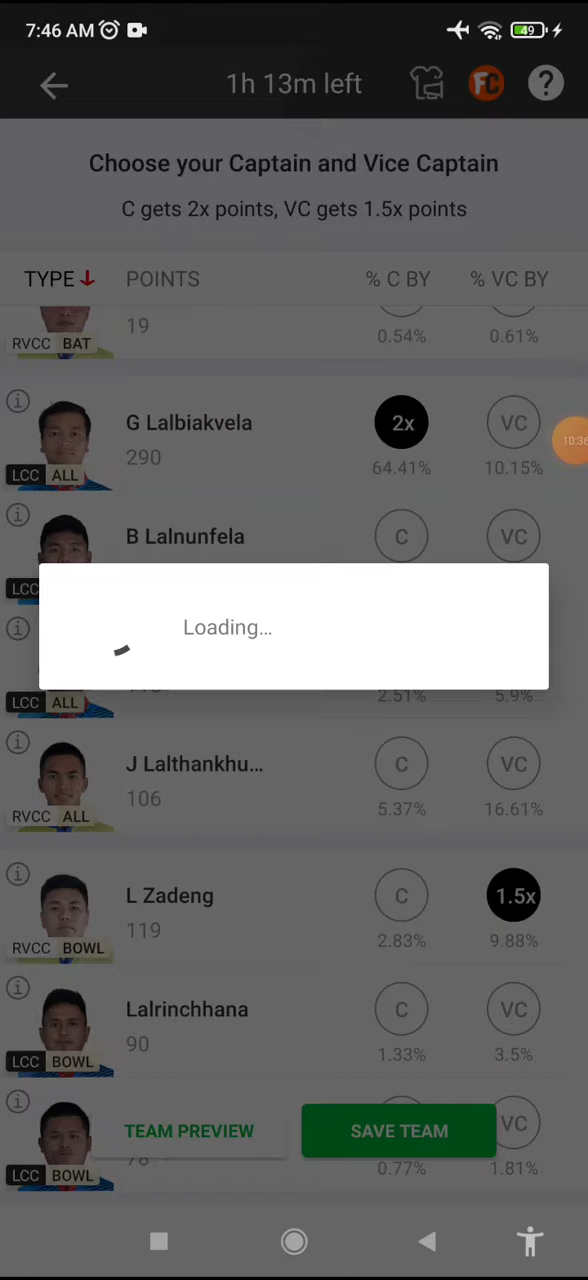 7:46 AM
49
1h 13m left
FC
?
Choose your Captain and Vice Captain
C gets 2x points, VC gets 1.5x points
TYPE POINTS % C BY % VC BY
19 0.54% 0.61%
RVCC BAT
G Lalbiakvela 2x VC
290 64.41% 10.15%
LCC ALL
10:36
B Lalnunfela C VC
LCC
Loading...
LCC ALL 2.51% 5.9%
J Lalthankhu... C VC
106 5.37% 16.61%
RVCC ALL
L Zadeng C 1.5x
119 2.83% 9.88%
RVCC BOWL
Lalrinchhana C VC
90 1.33% 3.5%
LCC BOWL
TEAM PREVIEW SAVE TEAM VC
78 0.77% 1.81%
LCC BOWL